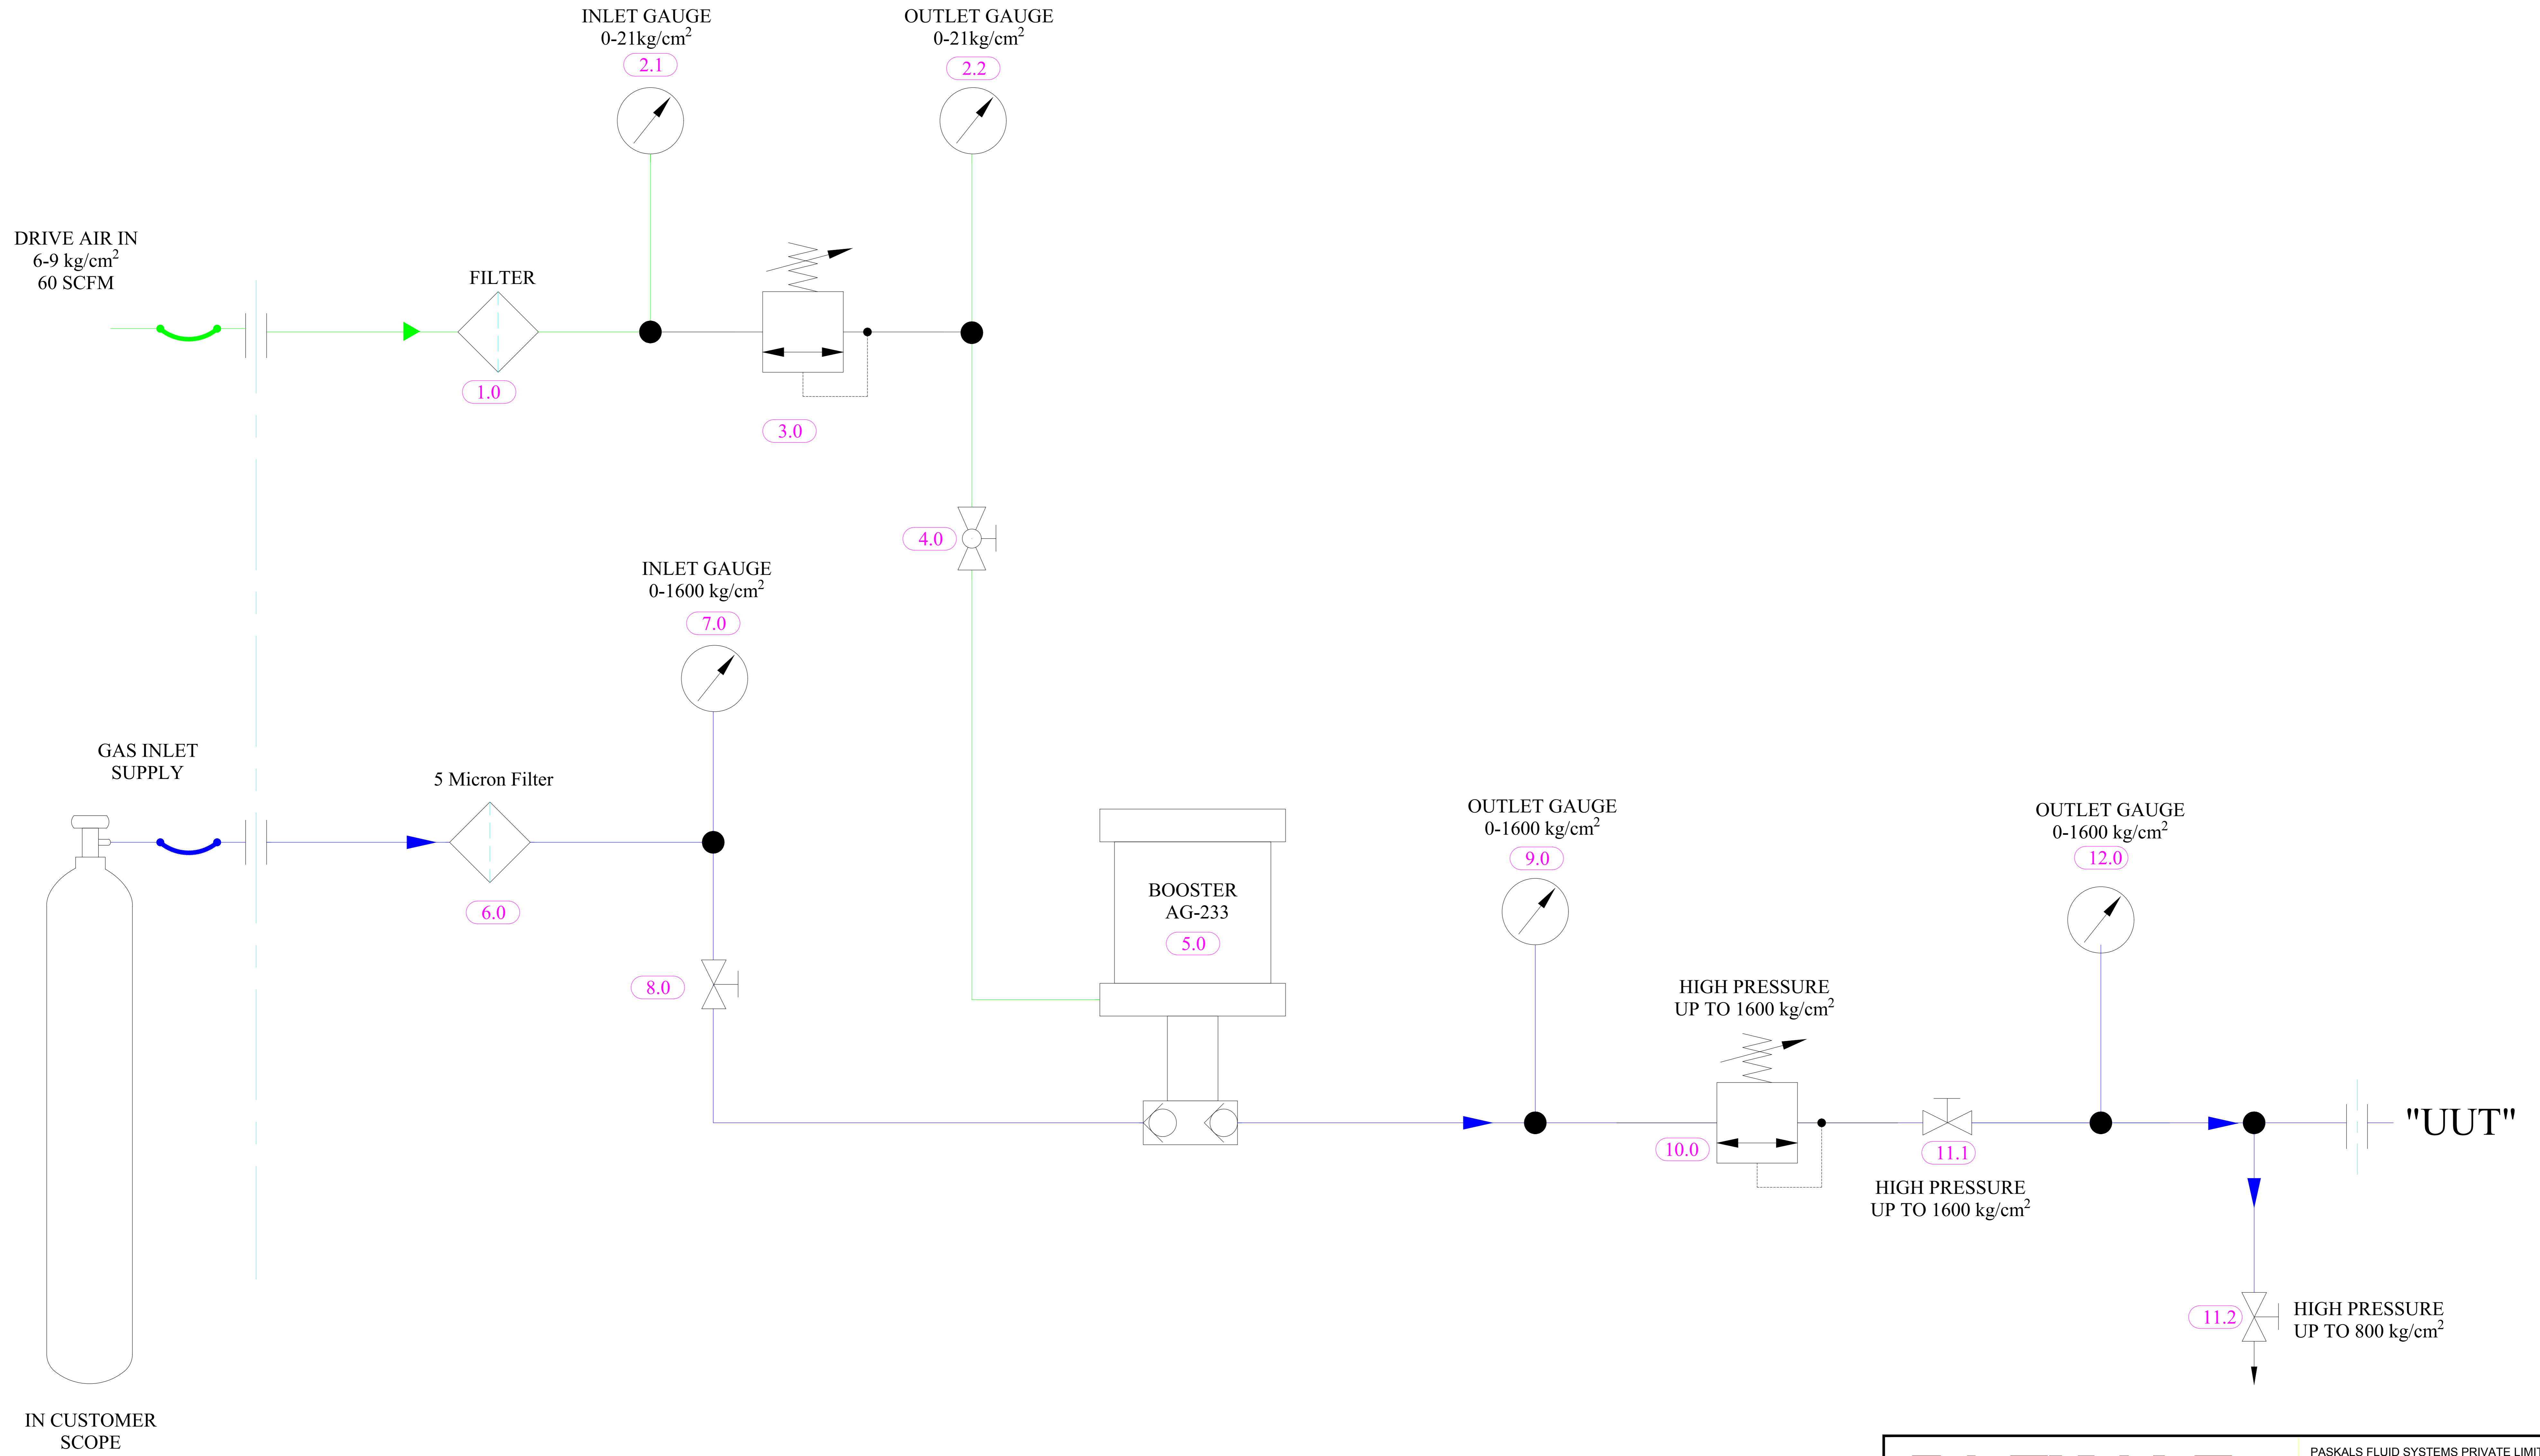 INLET GAUGE
0-21kg/cm²
2.1
OUTLET GAUGE
0-21kg/cm²
2.2
DRIVE AIR IN
6-9 kg/cm²
60 SCFM
FILTER
1.0
3.0
4.0
INLET GAUGE
0-1600 kg/cm²
7.0
GAS INLET
SUPPLY
5 Micron Filter
6.0
8.0
BOOSTER
AG-233
5.0
OUTLET GAUGE
0-1600 kg/cm²
9.0
OUTLET GAUGE
0-1600 kg/cm²
12.0
HIGH PRESSURE
UP TO 1600 kg/cm²
10.0
11.1
HIGH PRESSURE
UP TO 1600 kg/cm²
"UUT"
11.2
HIGH PRESSURE
UP TO 800 kg/cm²
IN CUSTOMER
SCOPE
PASKALS FLUID SYSTEMS PRIVATE LIMIT